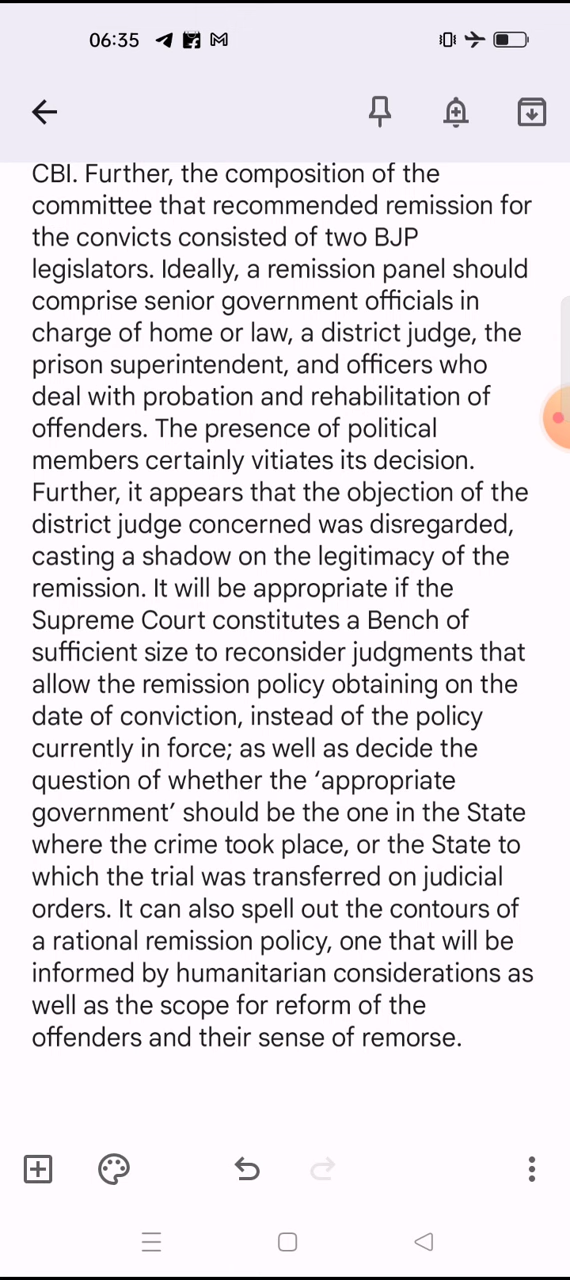 06:35
CBI. Further, the composition of the
committee that recommended remission for
the convicts consisted of two BJP
legislators. Ideally, a remission panel should
comprise senior government officials in
charge of home or law, a district judge, the
prison superintendent, and officers who
deal with probation and rehabilitation of
offenders. The presence of political
members certainly vitiates its decision.
Further, it appears that the objection of the
district judge concerned was disregarded,
casting a shadow on the legitimacy of the
remission. It will be appropriate if the
Supreme Court constitutes a Bench of
sufficient size to reconsider judgments that
allow the remission policy obtaining on the
date of conviction, instead of the policy
currently in force; as well as decide the
question of whether the ‘appropriate
government’ should be the one in the State
where the crime took place, or the State to
which the trial was transferred on judicial
orders. It can also spell out the contours of
a rational remission policy, one that will be
informed by humanitarian considerations as
well as the scope for reform of the
offenders and their sense of remorse.